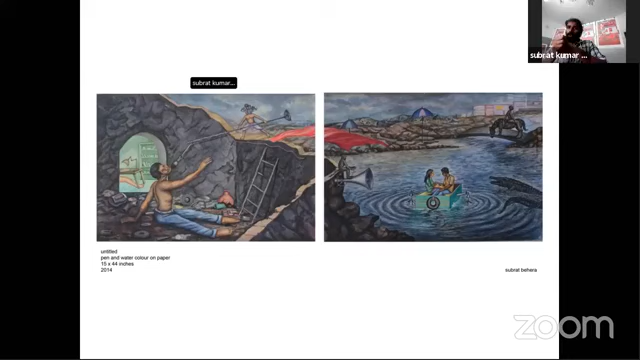 subrat kumar ...
subrat kumar...
untitled
pen and water colour on paper
15 x 44 inches
2014
subrat behera
zoom